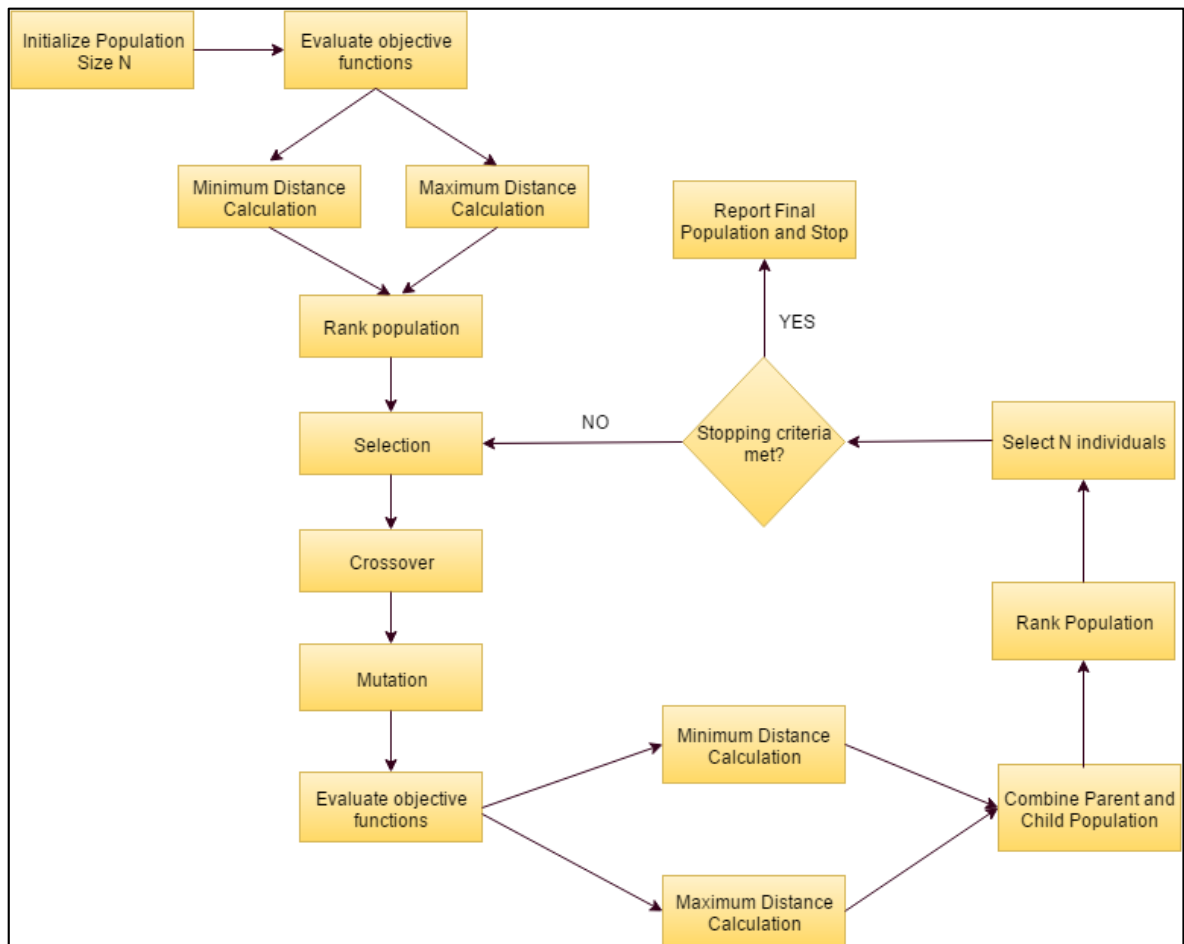 Initialize Population
Size N
Evaluate objective
functions
Minimum Distance
Calculation
Maximum Distance
Calculation
Report Final
Population and Stop
Rank population
YES
Selection
NO
Stopping criteria
met?
Select N individuals
Crossover
Rank Population
Mutation
Minimum Distance
Calculation
Evaluate objective
functions
Combine Parent and
Child Population
Maximum Distance
Calculation